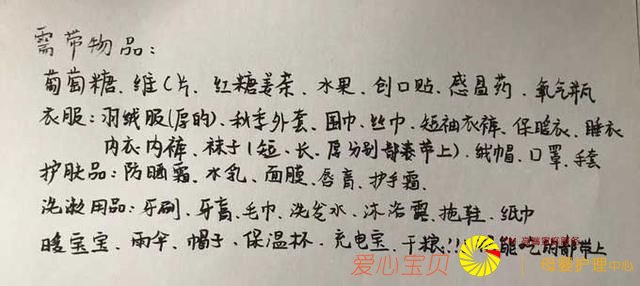 需带物品：
葡萄糖、维C片、红糖姜茶、水果、创口贴、感冒药、氧气瓶
衣服：羽绒服(厚的)、秋季外套、围巾、丝巾、短袖衣裤、保暖衣、睡衣
内衣内裤、袜子(短、长、厚分别都要带上)、绒帽、口罩、手套
护肤品：防晒霜、水乳、面膜、唇膏、护手霜、
洗漱用品：牙刷、牙膏、毛巾、洗发水、沐浴露、拖鞋、纸巾
暖宝宝、雨伞、帽子、保温杯、充电宝、干粮!!!能吃的都带上
爱心宝贝
母婴护理中心